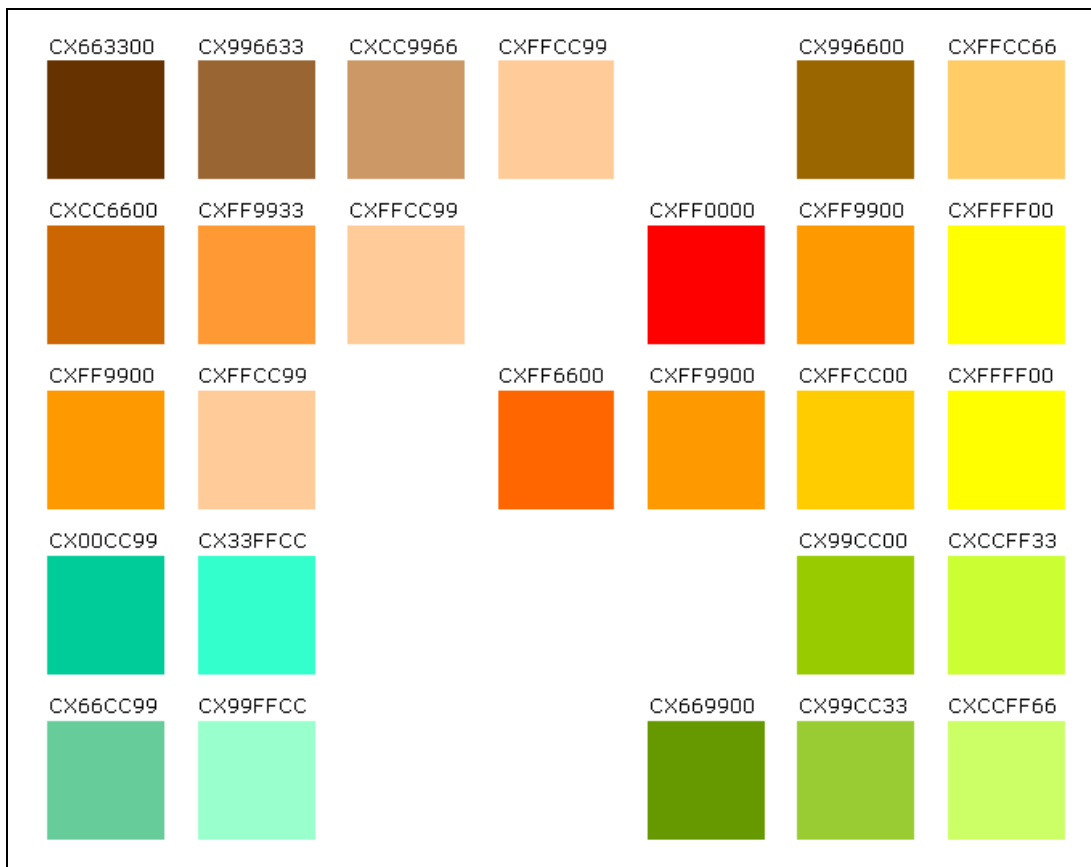 CX663300 CX996633 CXCC9966 CXFFCC99 CX996600 CXFFCC66
CXCC6600 CXFF9933 CXFFCC99 CXFF0000 CXFF9900 CXFFFF00
CXFF9900 CXFFCC99 CXFF6600 CXFF9900 CXFFCC00 CXFFFF00
CX00CC99 CX33FFCC CX99CC00 CXCCFF33
CX66CC99 CX99FFCC CX669900 CX99CC33 CXCCFF66